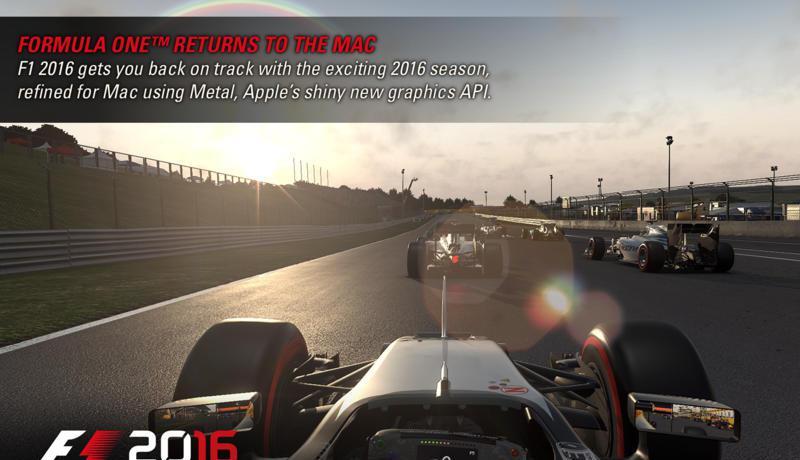 FORMULA ONE™ RETURNS TO THE MAC
F1 2016 gets you back on track with the exciting 2016 season,
refined for Mac using Metal, Apple's shiny new graphics API.
F1 2016